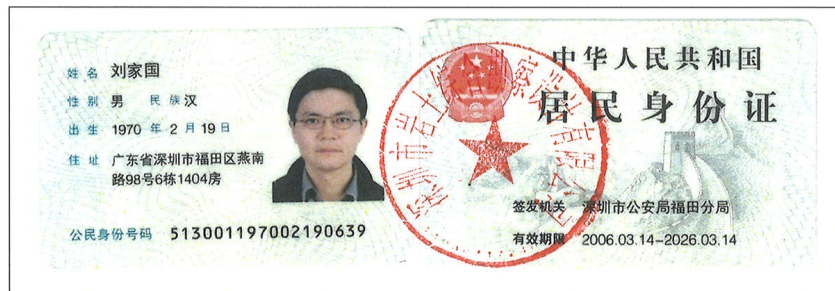 姓名 刘家国
性别 男 民族 汉
出生 1970 年 2 月 19 日
住址 广东省深圳市福田区燕南
路98号6栋1404房
公民身份号码 513001197002190639
中华人民共和国
居民身份证
签发机关 深圳市公安局福田分局
有效期限 2006.03.14-2026.03.14